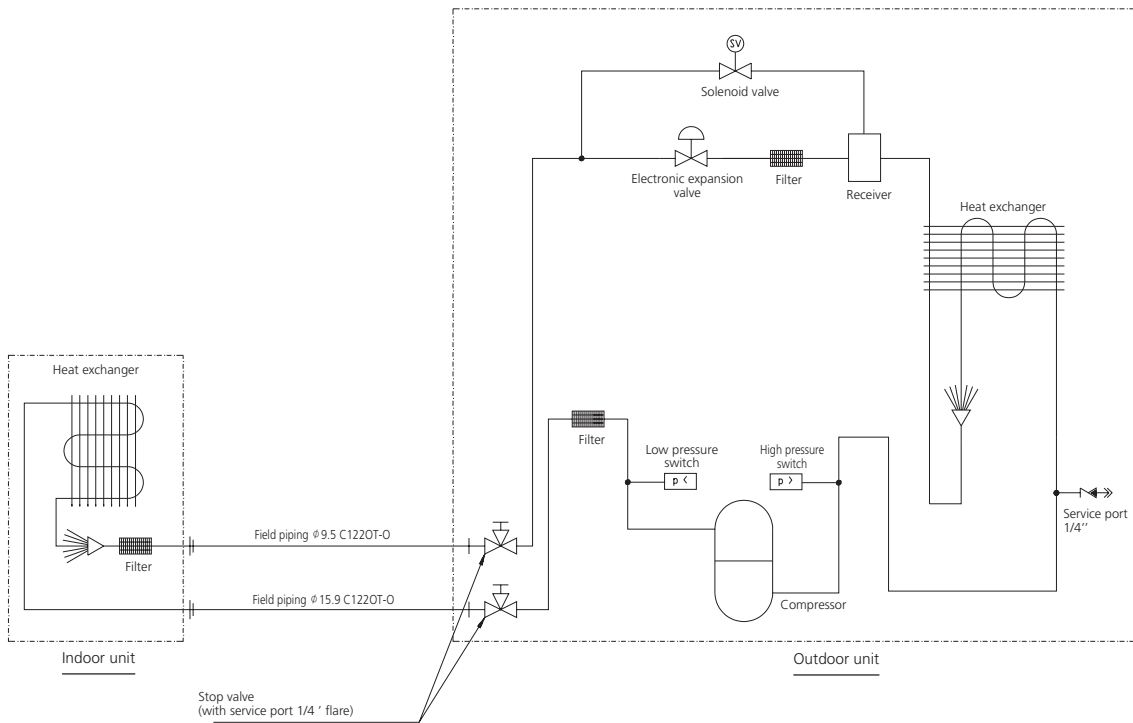 SV
Solenoid valve
Electronic expansion
valve
Filter
Receiver
Heat exchanger
Heat exchanger
Filter
Low pressure
switch
High pressure
switch
p <
p >
Service port
1/4''
Field piping ϕ9.5 C122OT-O
Filter
Field piping ϕ15.9 C122OT-O
Compressor
Indoor unit
Outdoor unit
Stop valve
(with service port 1/4 ' flare)